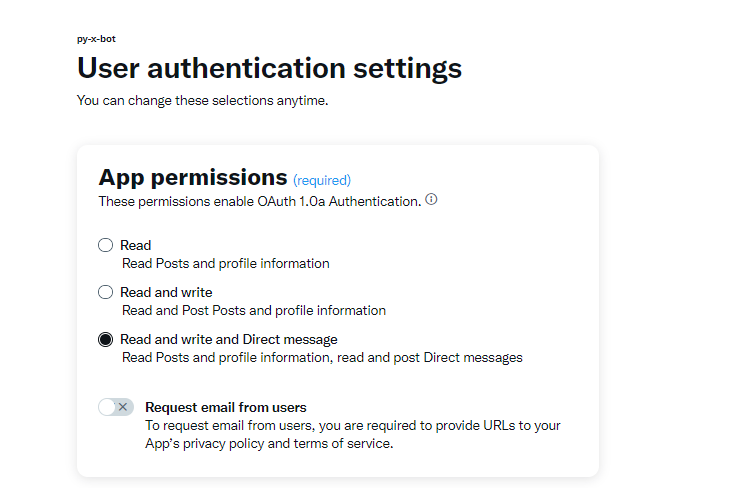 py-x-bot
User authentication settings
You can change these selections anytime.
App permissions (required)
These permissions enable OAuth 1.0a Authentication.
Read
Read Posts and profile information
Read and write
Read and Post Posts and profile information
Read and write and Direct message
Read Posts and profile information, read and post Direct messages
Request email from users
To request email from users, you are required to provide URLs to your
App's privacy policy and terms of service.